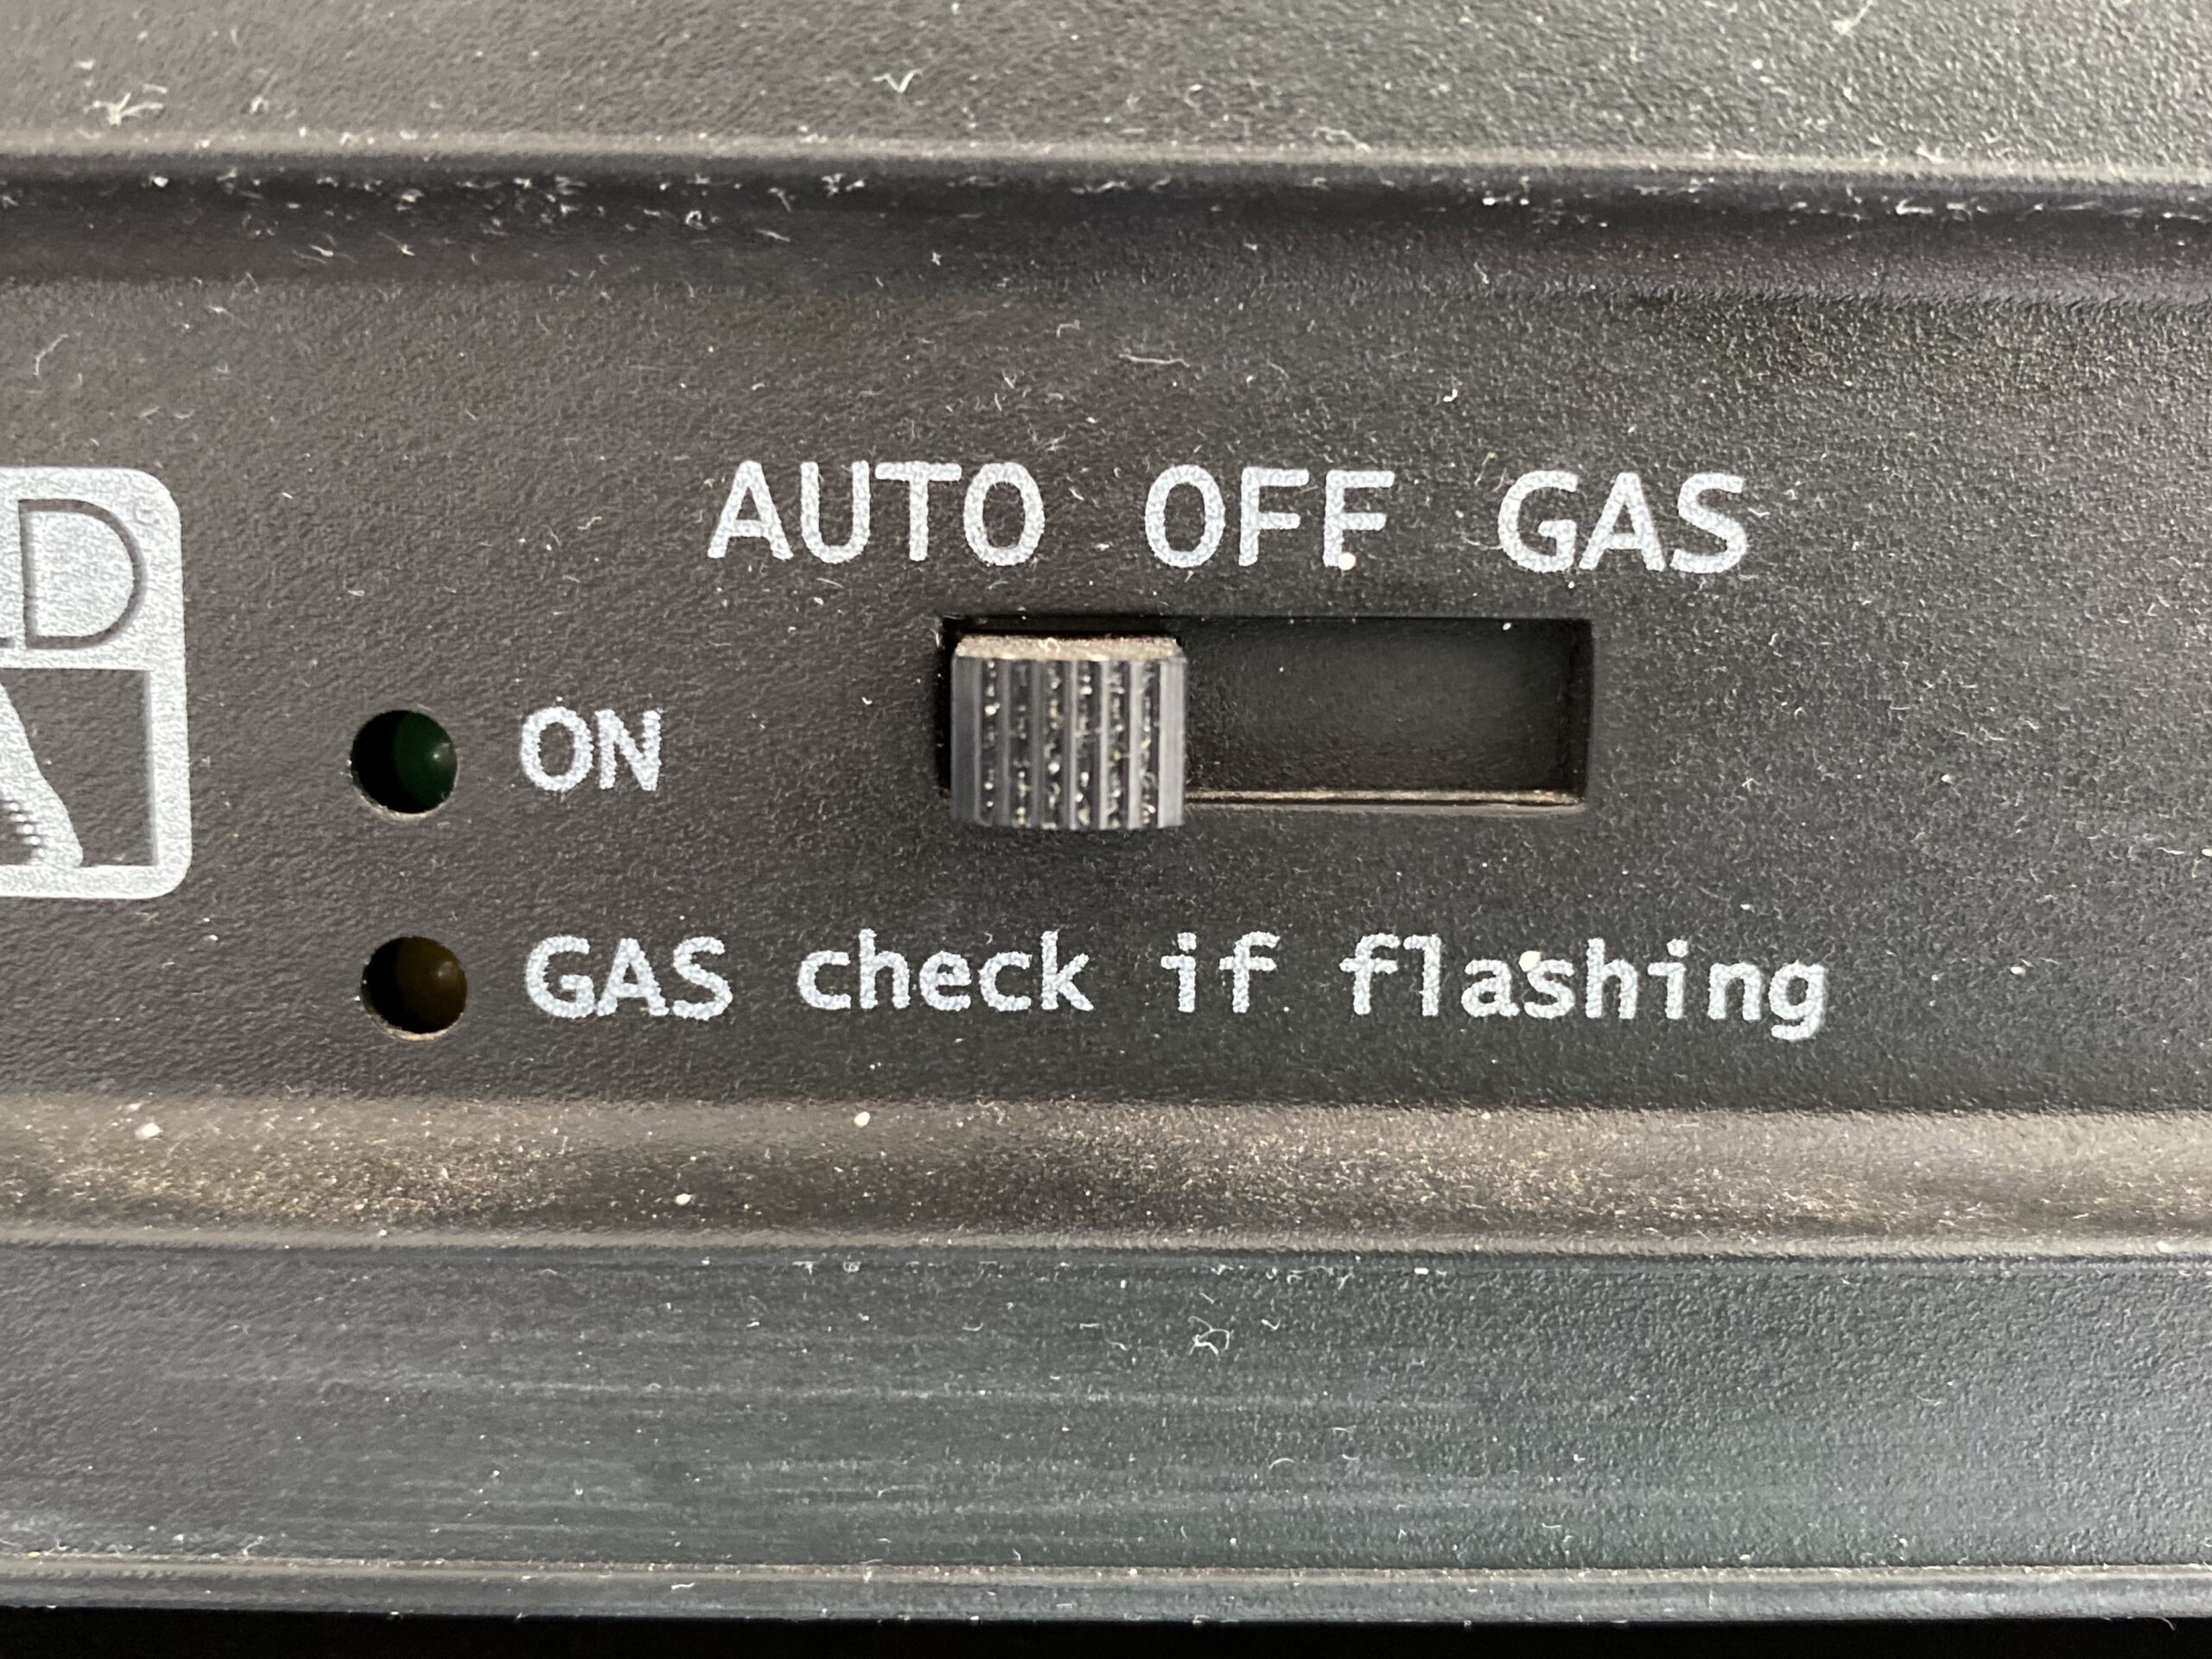 AUTO OFF GAS
ON
GAS check if flashing